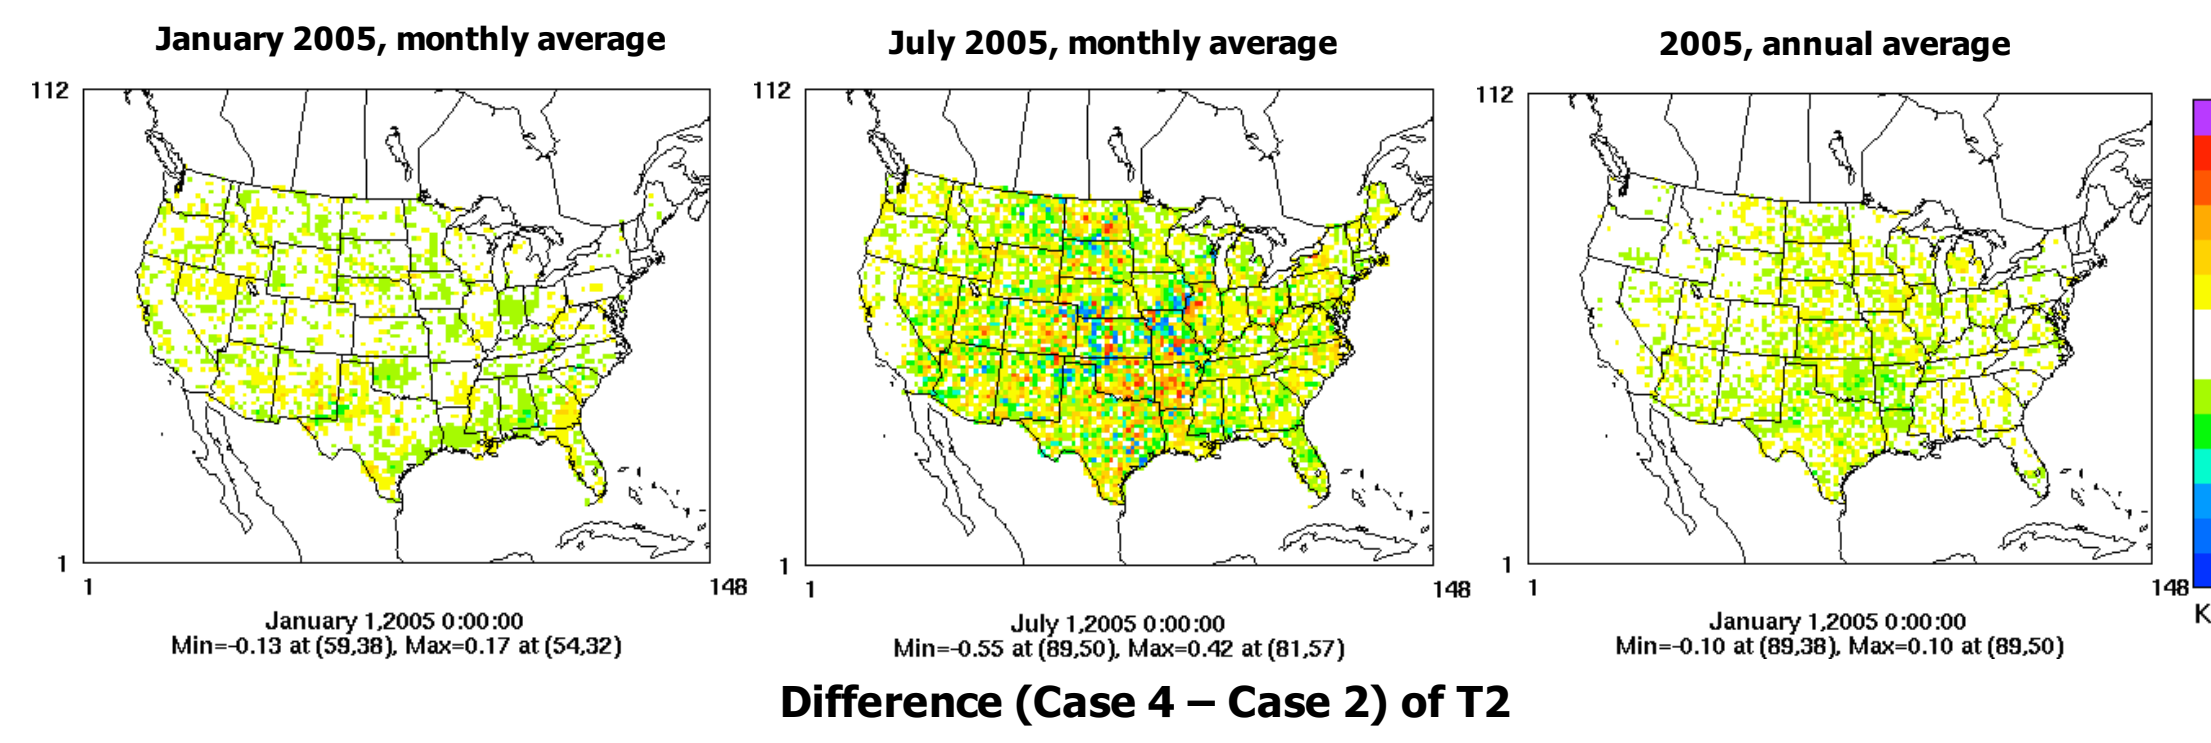 January 2005, monthly average
July 2005, monthly average
2005, annual average
112
112
112
1
1
1
1
148
1
148
1
148
K
January 1,2005 0:00:00
Min=-0.13 at (59,38), Max=0.17 at (54,32)
July 1,2005 0:00:00
Min=-0.55 at (89,50), Max=0.42 at (81,57)
January 1,2005 0:00:00
Min=-0.10 at (89,38), Max=0.10 at (89,50)
Difference (Case 4 – Case 2) of T2